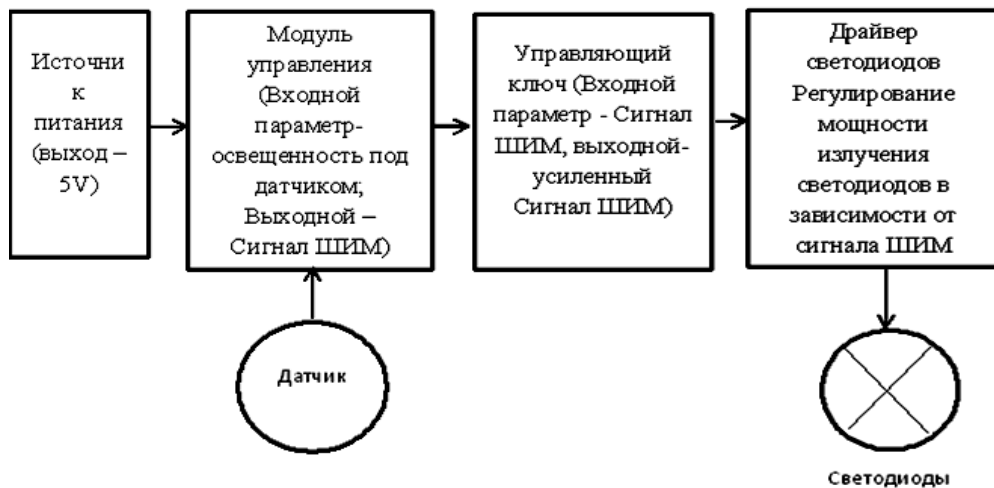 Источни
к
питания
(выход –
5V)
Модуль
управления
(Входной
параметр-
освещенность под
датчиком;
Выходной –
Сигнал ШИМ)
Управляющий
ключ (Входной
параметр - Сигнал
ШИМ, выходной-
усиленный
Сигнал ШИМ)
Драйвер
светодиодов
Регулирование
мощности
излучения
светодиодов в
зависимости от
сигнала ШИМ
Датчик
Светодиоды